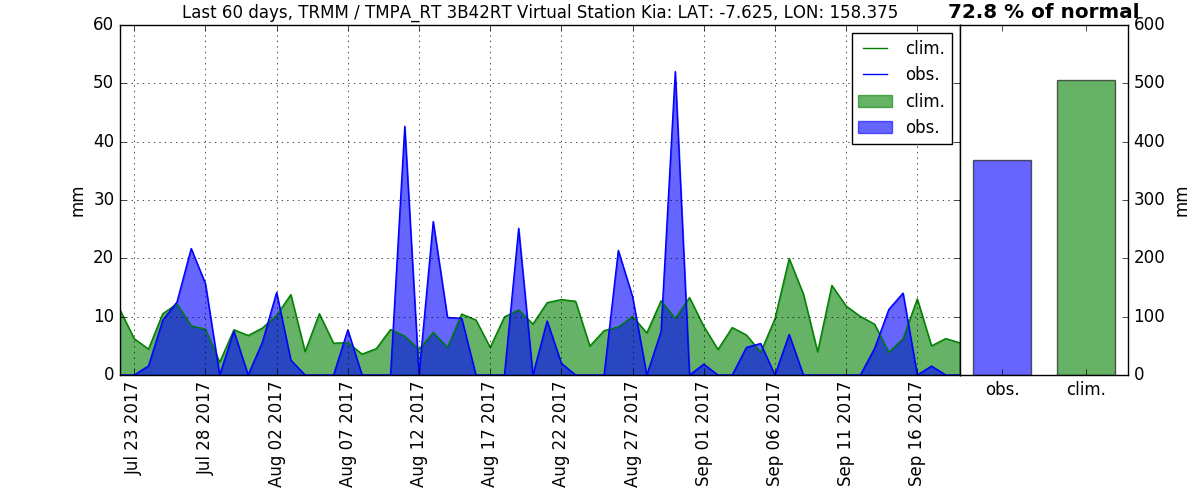 Last 60 days, TRMM / TMPA_RT 3B42RT Virtual Station Kia: LAT: -7.625, LON: 158.375
72.8 % of normal
60
50
40
30
20
10
0
mm
clim.
obs.
clim.
obs.
600
500
400
300
200
100
0
mm
obs.
clim.
Jul 23 2017
Jul 28 2017
Aug 02 2017
Aug 07 2017
Aug 12 2017
Aug 17 2017
Aug 22 2017
Aug 27 2017
Sep 01 2017
Sep 06 2017
Sep 11 2017
Sep 16 2017